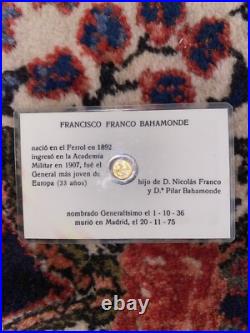 FRANCISCO FRANCO BAHAMONDE
nació en el Ferrol en 1892
ingresó en la Academia
Militar en 1907, fué el
General más joven de
Europa (33 años)
hijo de D. Nicolás Franco
y D.ª Pilar Bahamonde
nombrado Generalísimo el 1 - 10 - 36
murió en Madrid, el 20 - 11 - 75